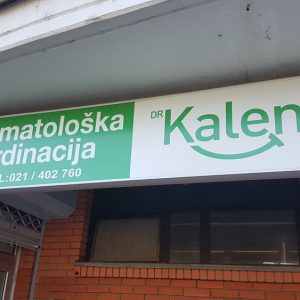 matološka
rdinacija
L:021 / 402 760
DR Kalen